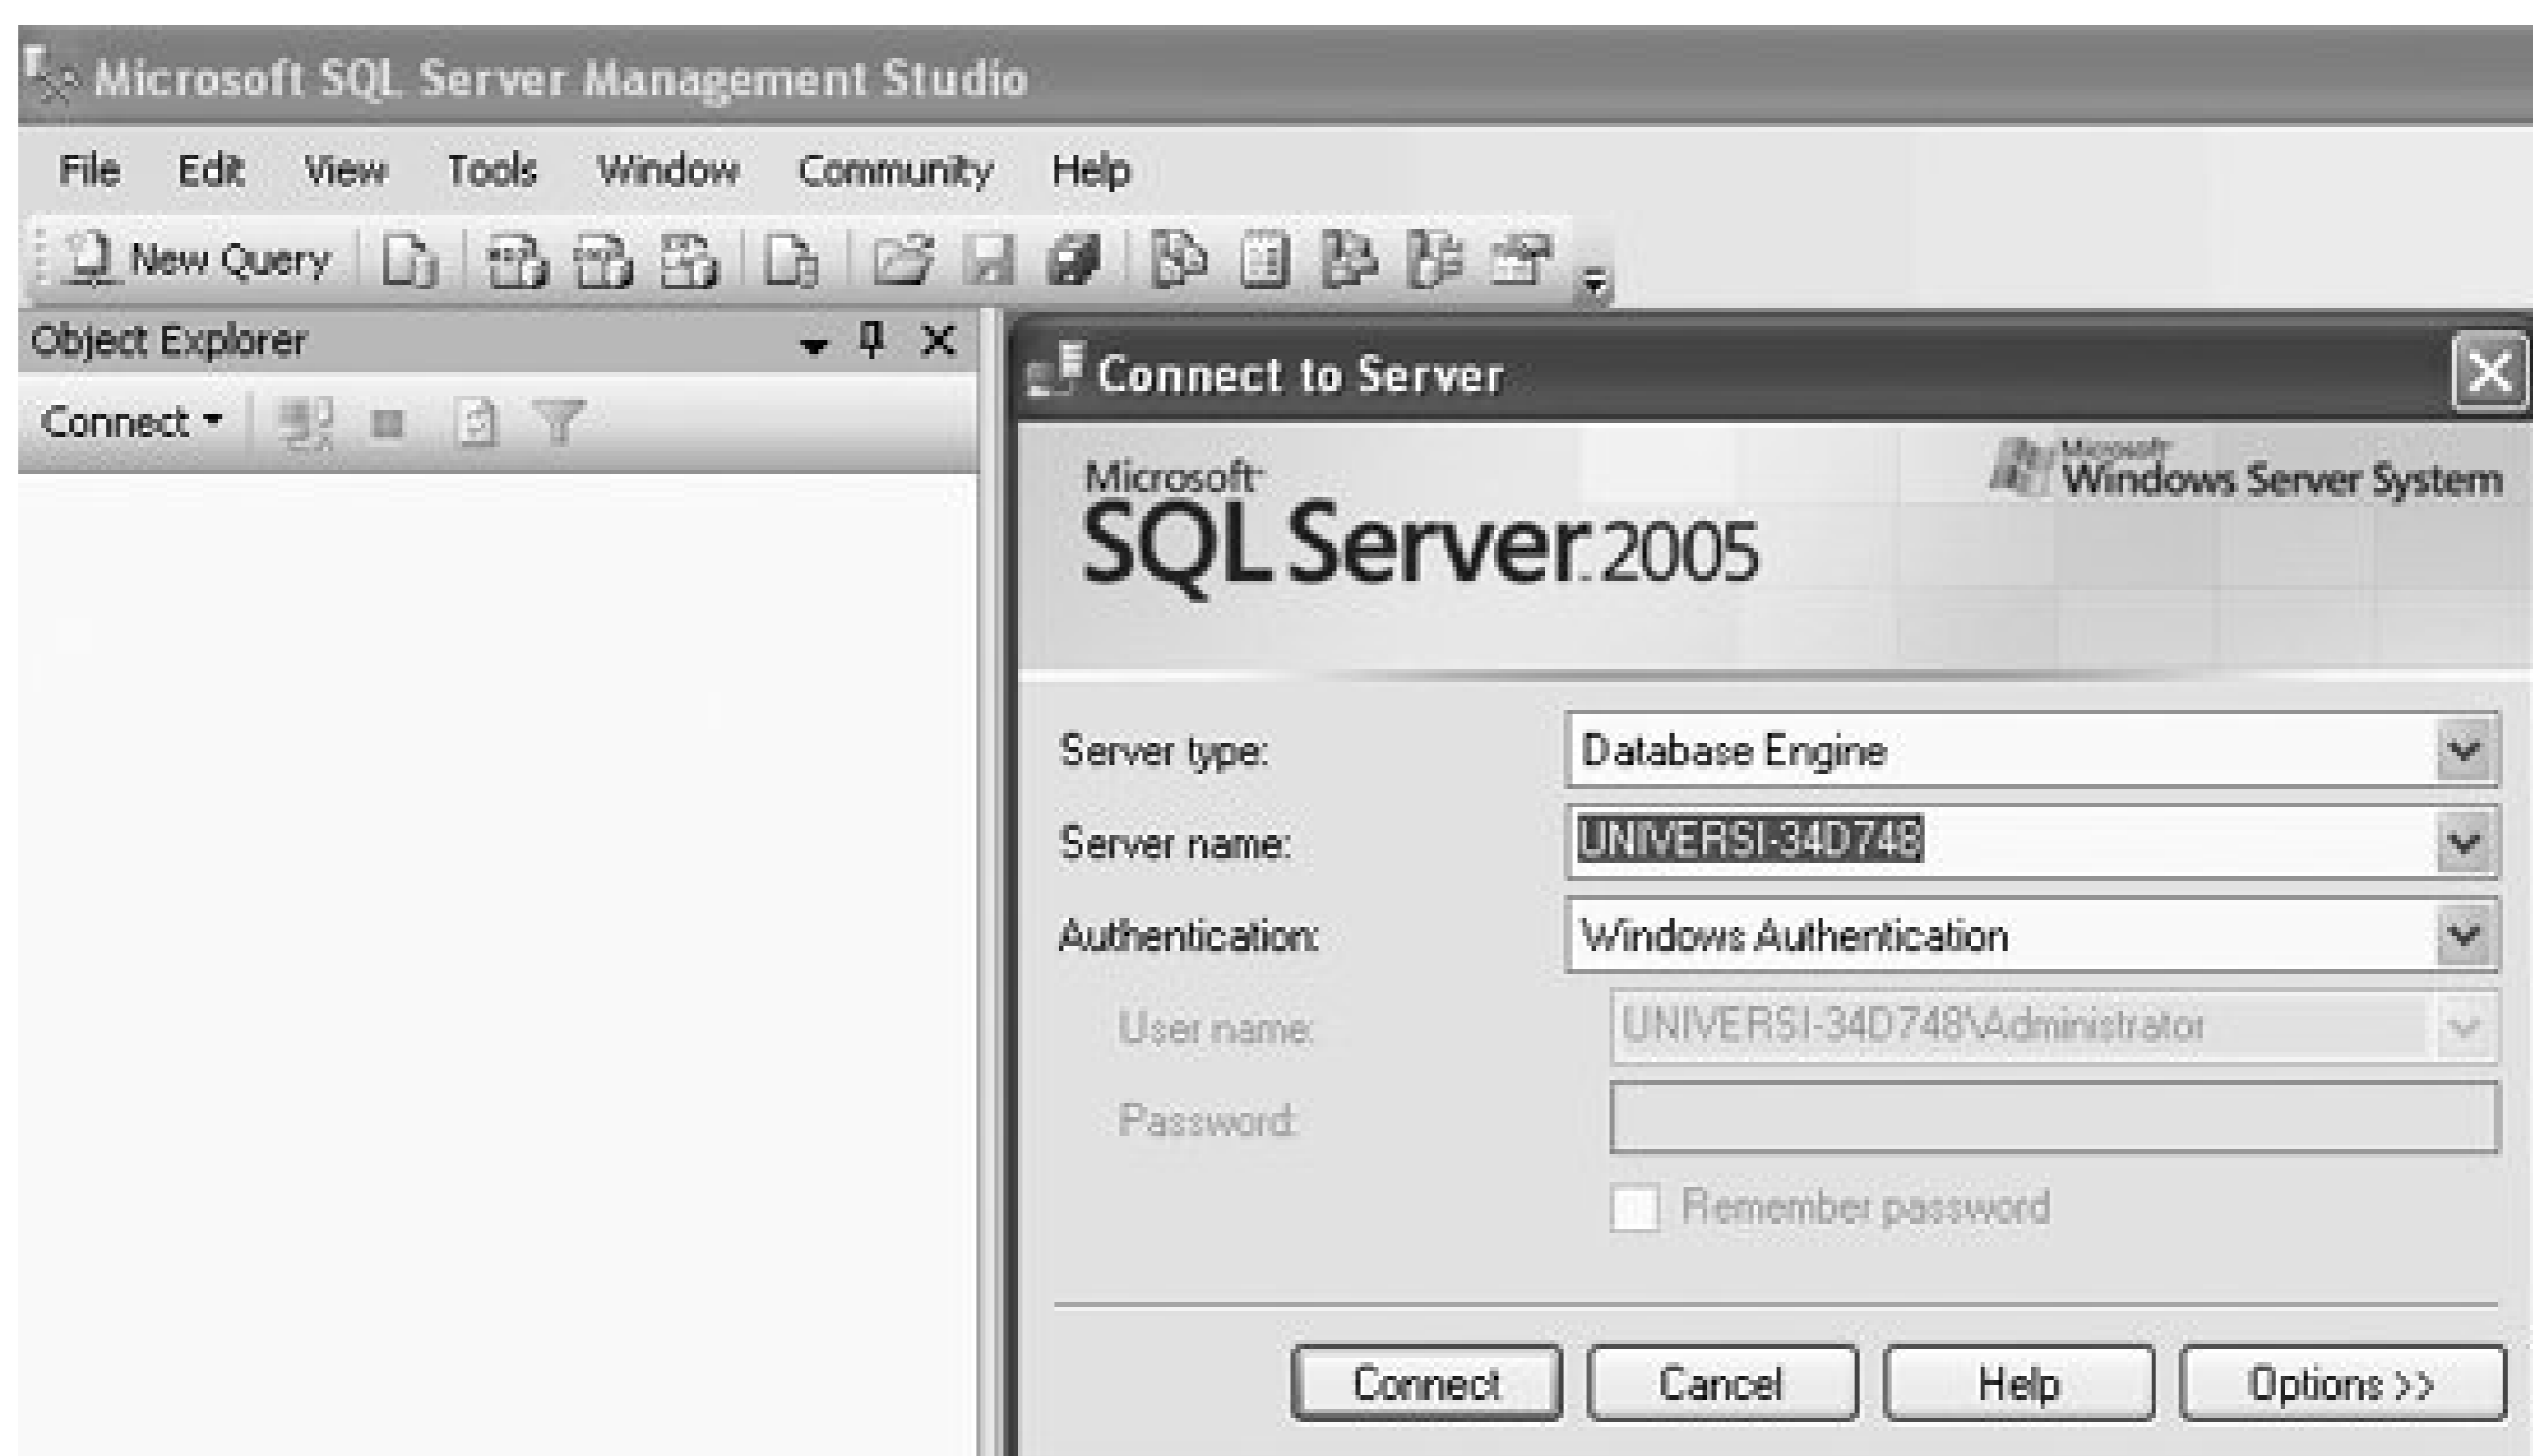 Microsoft SQL Server Management Studio
File Edit View Tools Window Community Help
New Query
Object Explorer
Connect
Connect to Server
Microsoft
SQL Server 2005
Microsoft
Windows Server System
Server type: Database Engine
Server name: UNIVERSI-34D748
Authentication: Windows Authentication
User name: UNIVERSI-34D748\Administrator
Password:
Remember password
Connect Cancel Help Options >>